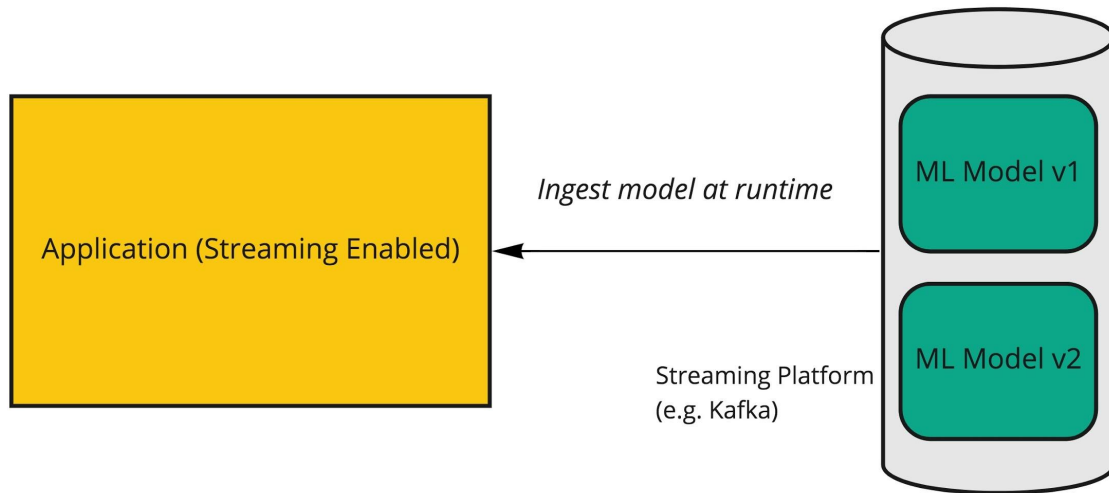 ML Model v1
Ingest model at runtime
Application (Streaming Enabled)
ML Model v2
Streaming Platform
(e.g. Kafka)